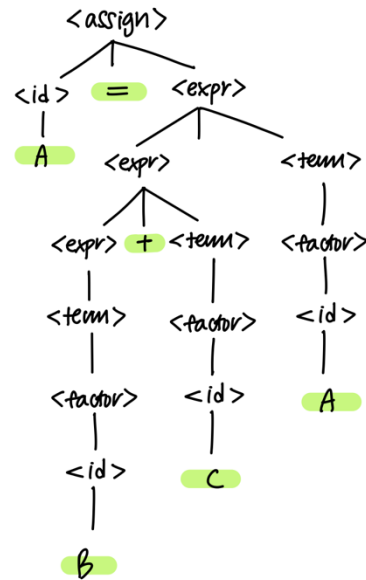 <assign>
<id> = <expr>
A
<expr> <term>
<expr> + <term> <factor>
<term> <factor> <id>
<factor> <id> A
<id> C
B